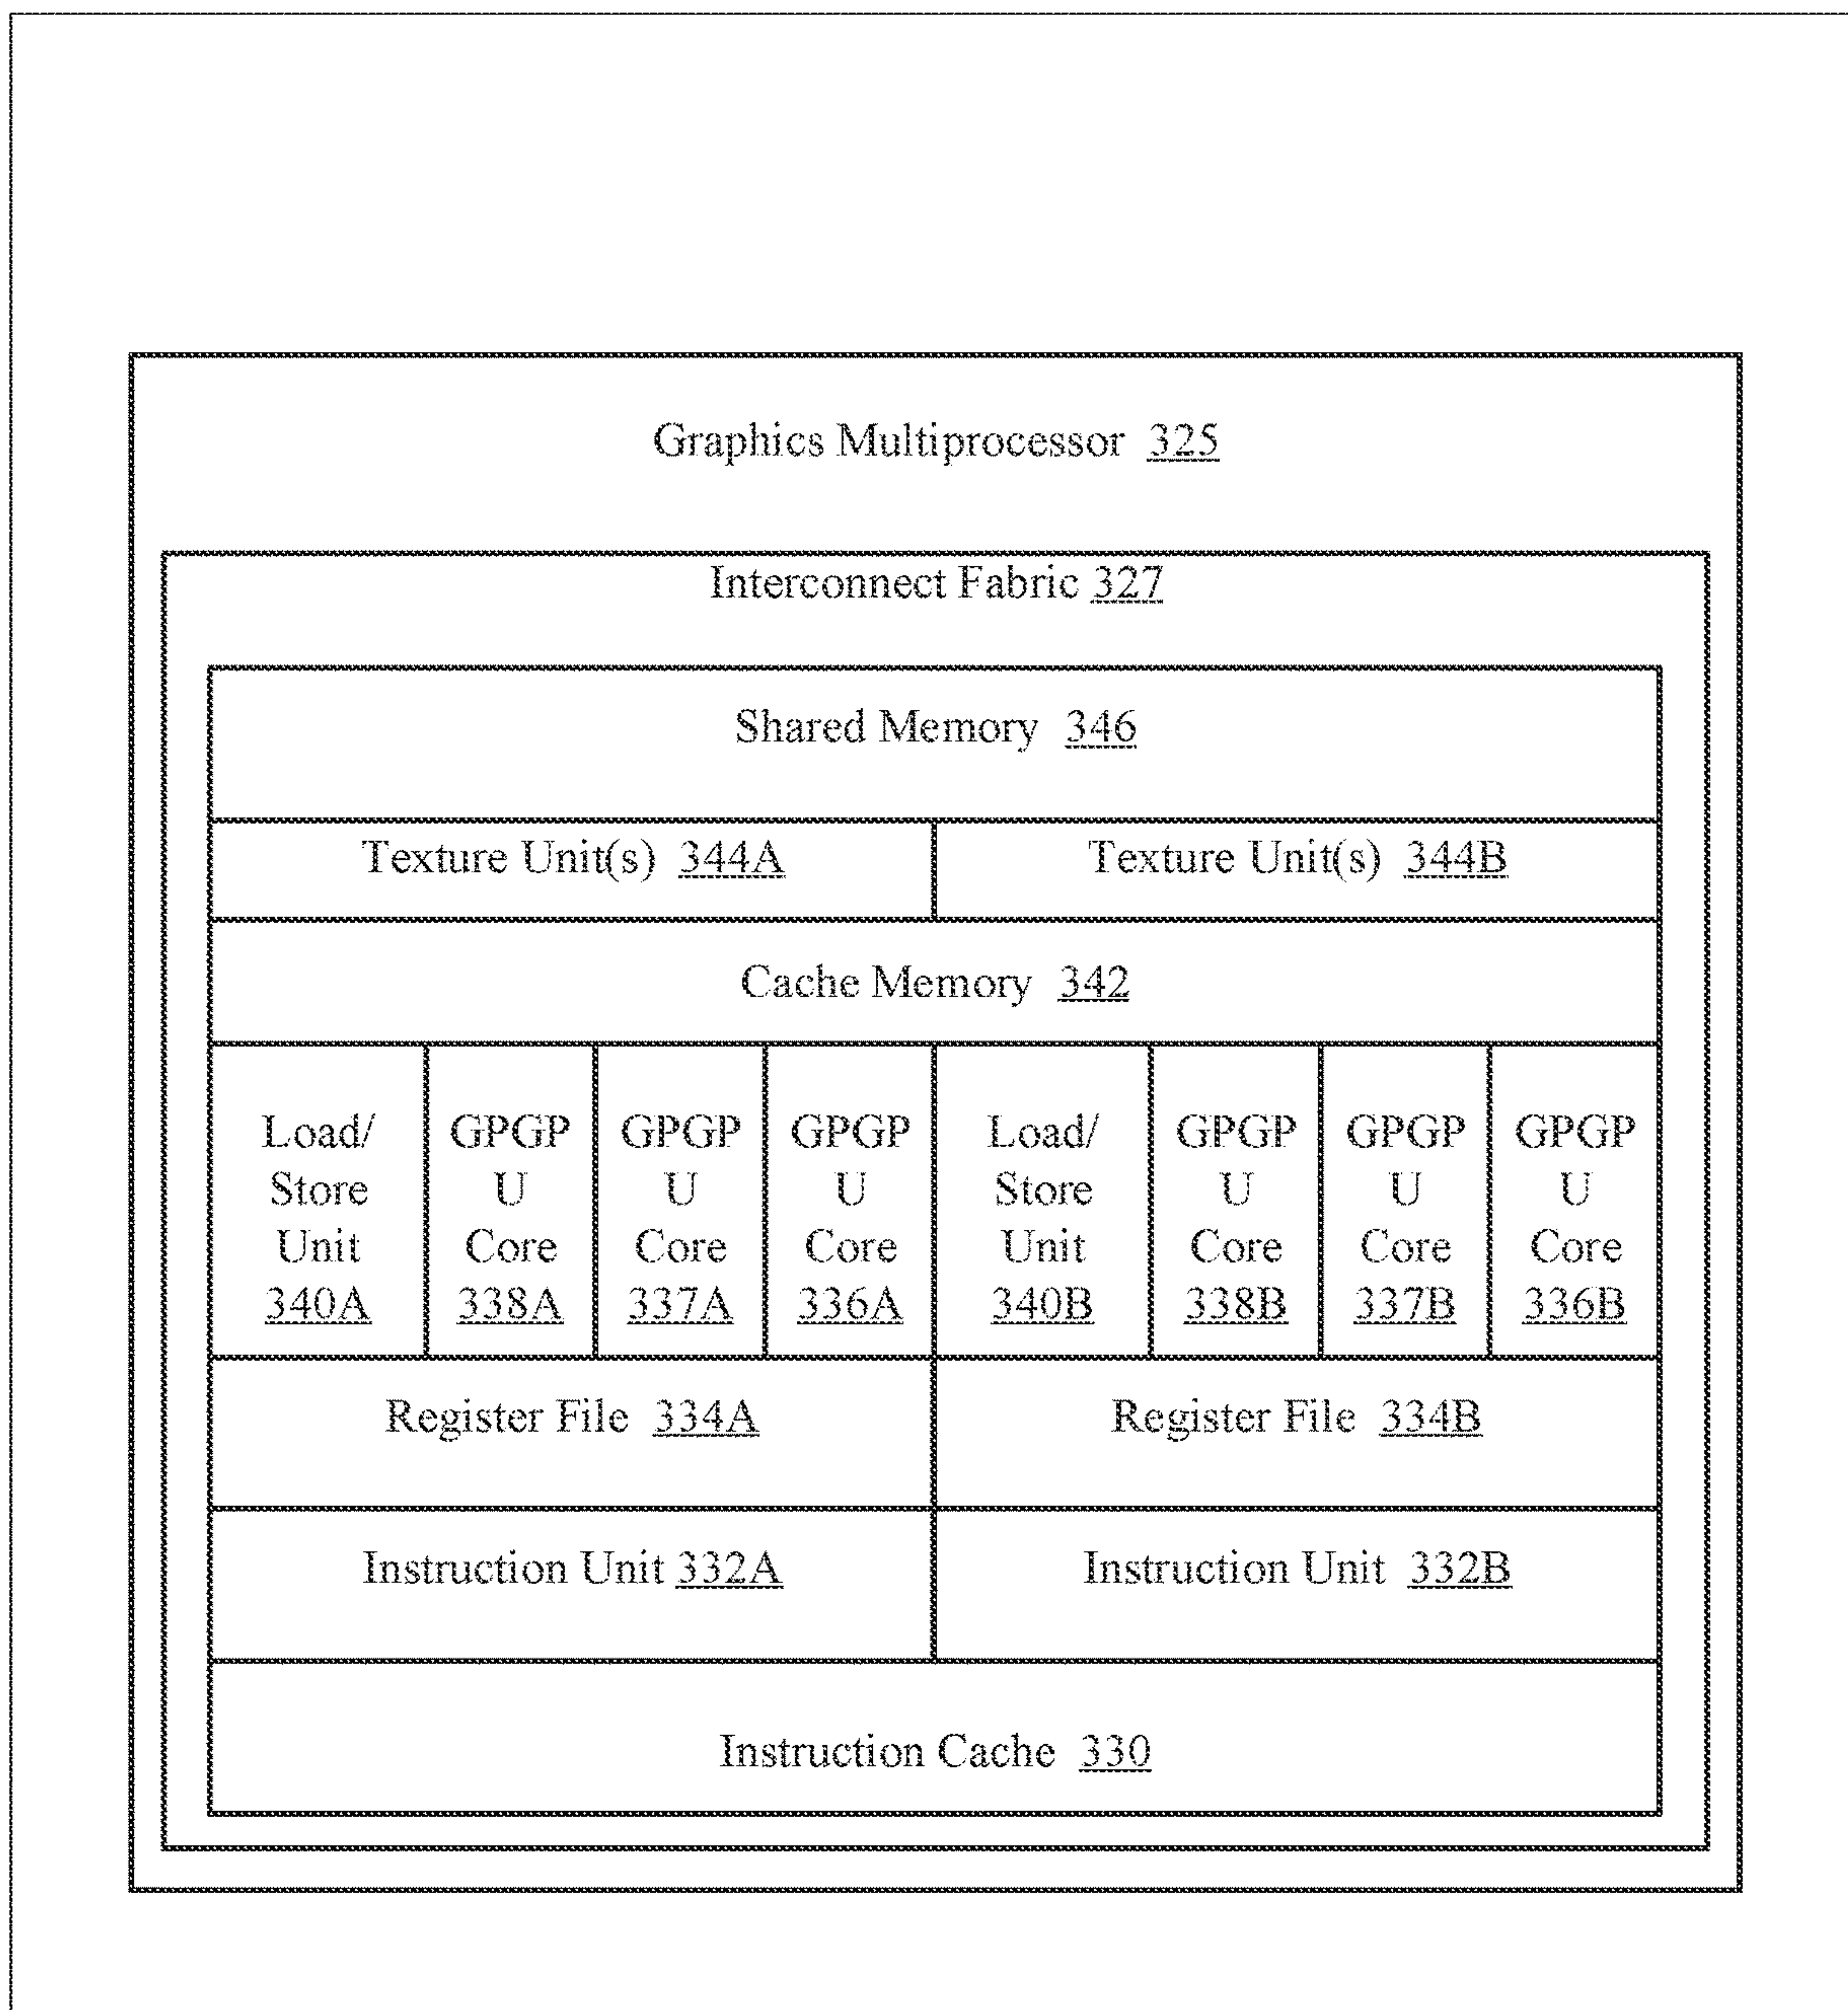 Graphics Multiprocessor 325
Interconnect Fabric 327
Shared Memory 346
Texture Unit(s) 344A
Texture Unit(s) 344B
Cache Memory 342
Load/
Store
Unit
340A
GPGP
U
Core
338A
GPGP
U
Core
337A
GPGP
U
Core
336A
Load/
Store
Unit
340B
GPGP
U
Core
338B
GPGP
U
Core
337B
GPGP
U
Core
336B
Register File 334A
Register File 334B
Instruction Unit 332A
Instruction Unit 332B
Instruction Cache 330